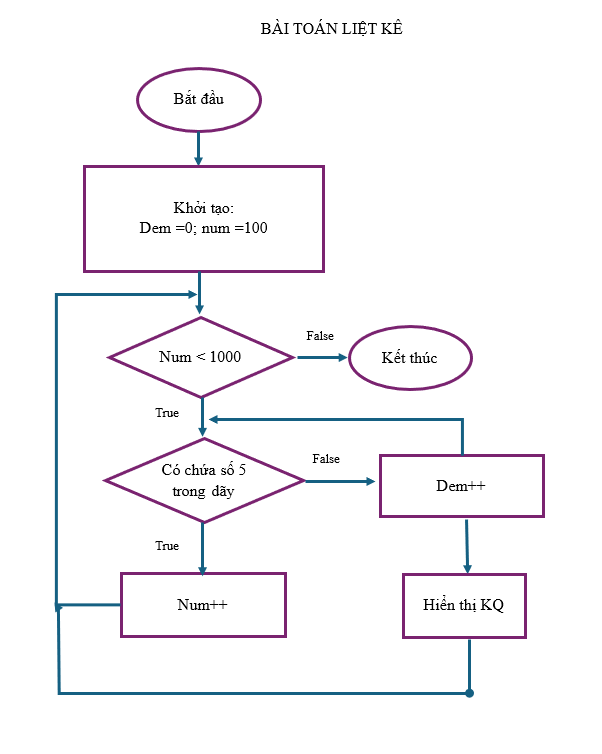 BÀI TOÁN LIỆT KÊ
Bắt đầu
Khởi tạo:
Dem =0; num =100
Num < 1000
False
Kết thúc
True
Có chứa số 5
trong dãy
False
Dem++
True
Num++
Hiển thị KQ